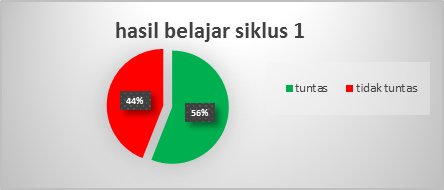 hasil belajar siklus 1
44%
56%
tuntas
tidak tuntas